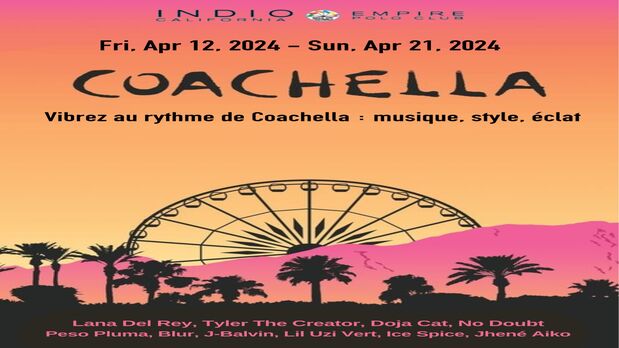 INDIO EMPIRE
CALIFORNIA POLO CLUB
Fri, Apr 12, 2024 – Sun, Apr 21, 2024
COACHELLA
Vibrez au rythme de Coachella : musique, style, éclat
Lana Del Rey, Tyler The Creator, Doja Cat, No Doubt
Peso Pluma, Blur, J-Balvin, Lil Uzi Vert, Ice Spice, Jhené Aiko